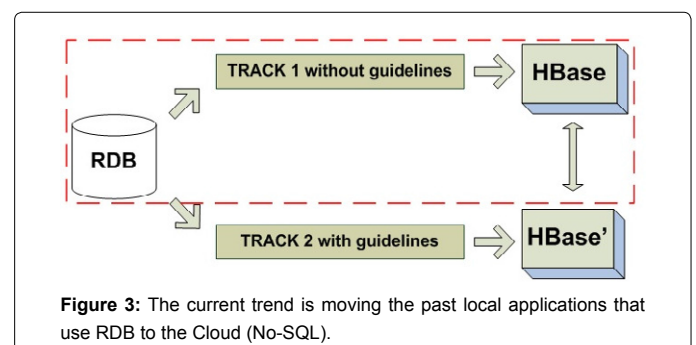 TRACK 1 without guidelines
HBase
RDB
TRACK 2 with guidelines
HBase’
Figure 3: The current trend is moving the past local applications that
use RDB to the Cloud (No-SQL).